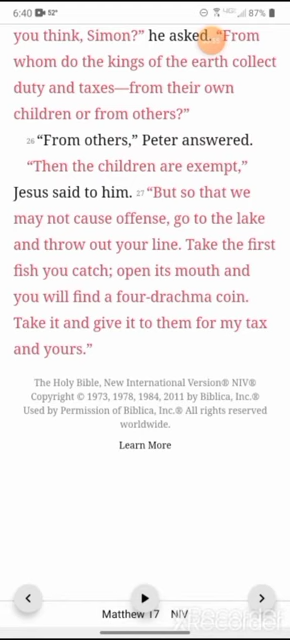 6:40 52° 87%
you think, Simon?” he asked. “From
whom do the kings of the earth collect
duty and taxes—from their own
children or from others?”
26 “From others,” Peter answered.
“Then the children are exempt,”
Jesus said to him. 27 “But so that we
may not cause offense, go to the lake
and throw out your line. Take the first
fish you catch; open its mouth and
you will find a four-drachma coin.
Take it and give it to them for my tax
and yours.”
The Holy Bible, New International Version® NIV®
Copyright © 1973, 1978, 1984, 2011 by Biblica, Inc.®
Used by Permission of Biblica, Inc.® All rights reserved
worldwide.
Learn More
Matthew 17 NIV